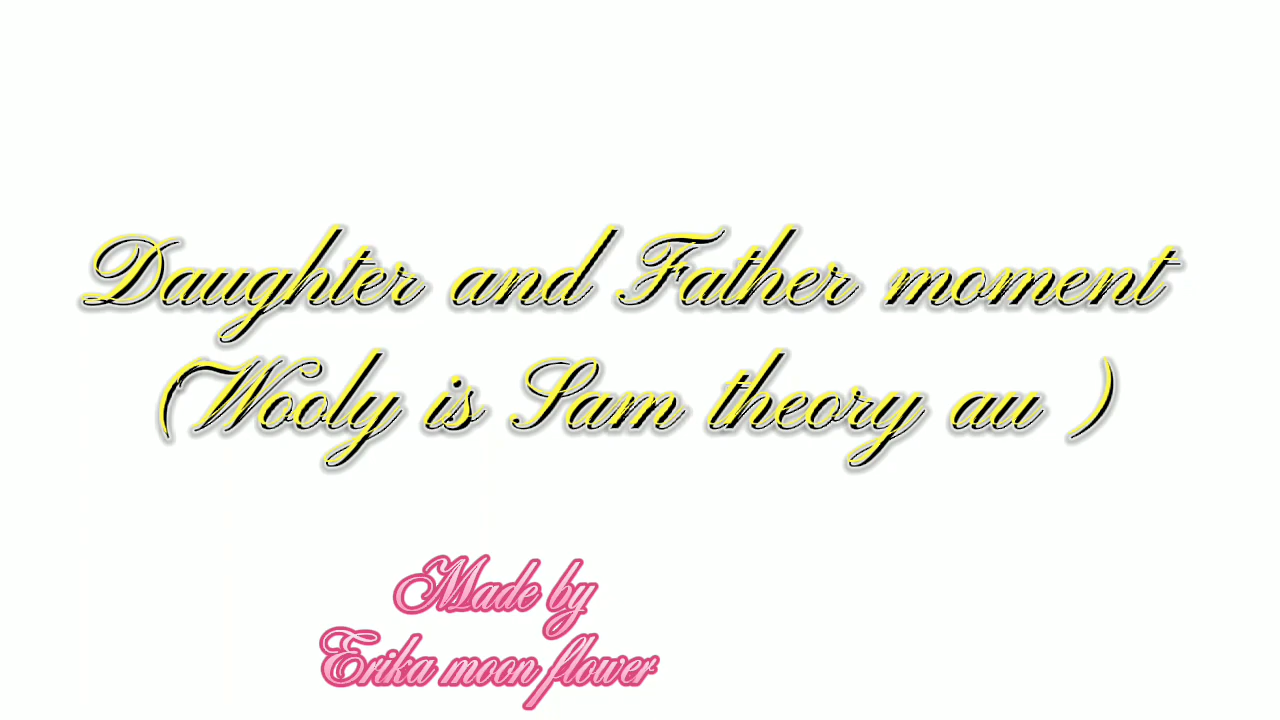 Daughter and Father moment
(Wooly is Sam theory au )
Made by
Erika moon flower